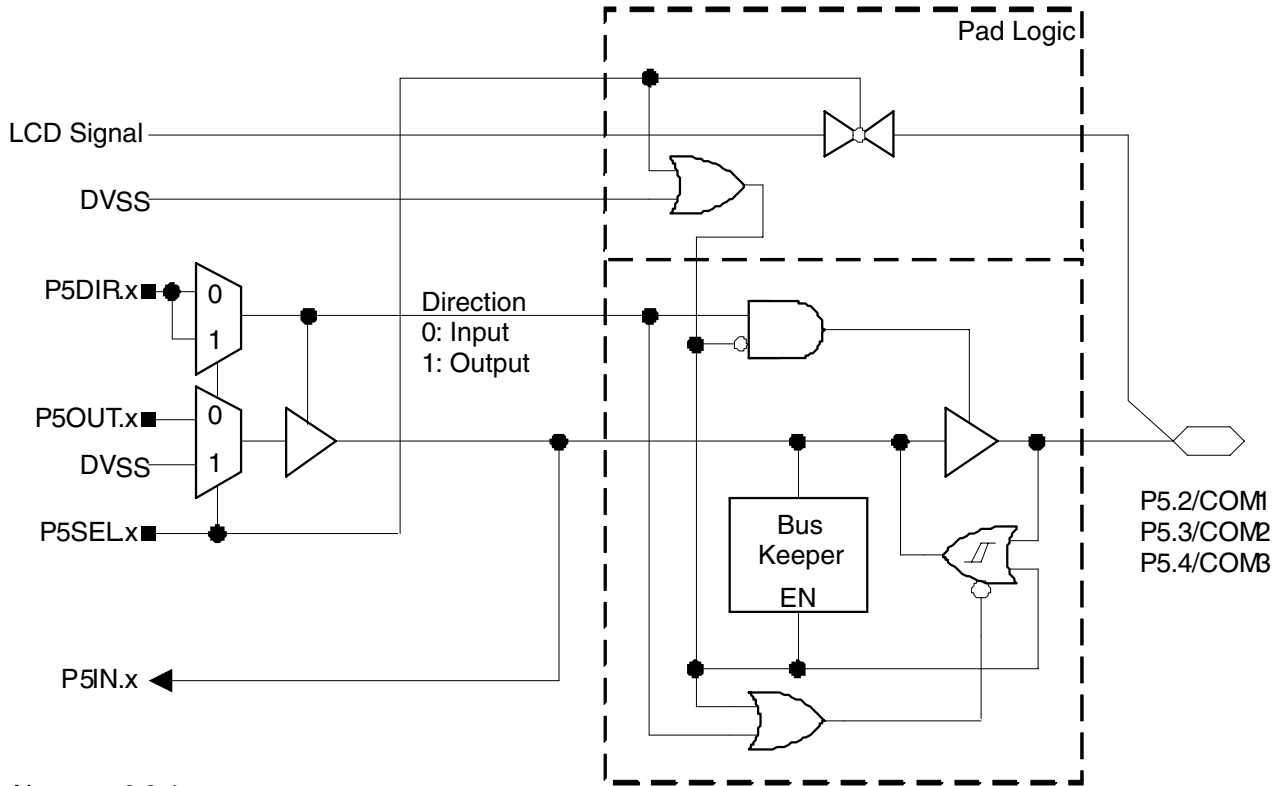 Pad Logic
LCD Signal
DVSS
P5DIR.x
0
1
Direction
0: Input
1: Output
P5OUT.x
0
DVSS
1
P5SEL.x
Bus
Keeper
EN
P5.2/COM1
P5.3/COM2
P5.4/COM3
P5IN.x